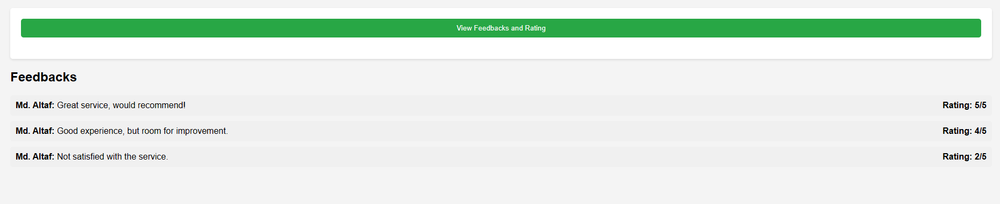 View Feedbacks and Rating
Feedbacks
Md. Altaf: Great service, would recommend! Rating: 5/5
Md. Altaf: Good experience, but room for improvement. Rating: 4/5
Md. Altaf: Not satisfied with the service. Rating: 2/5